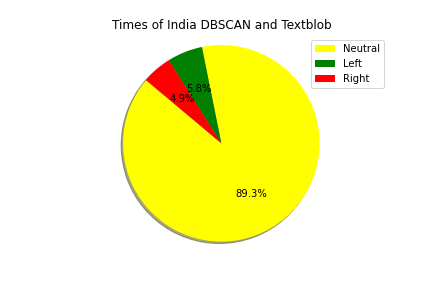 Times of India DBSCAN and Textblob
Neutral
Left
Right
5.8%
4.9%
89.3%